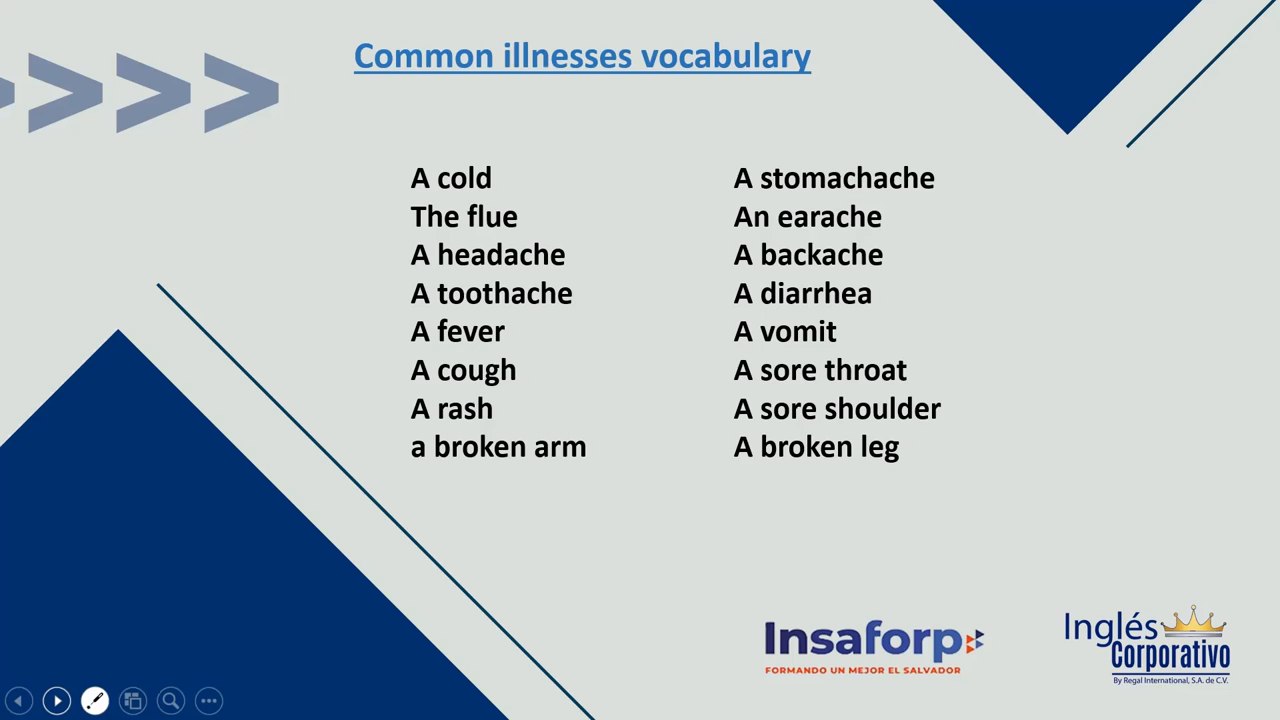 Common illnesses vocabulary
A cold
The flue
A headache
A toothache
A fever
A cough
A rash
a broken arm
A stomachache
An earache
A backache
A diarrhea
A vomit
A sore throat
A sore shoulder
A broken leg
Insaforp
FORMANDO UN MEJOR EL SALVADOR
Inglés
Corporativo
By Regal International, S.A. de C.V.